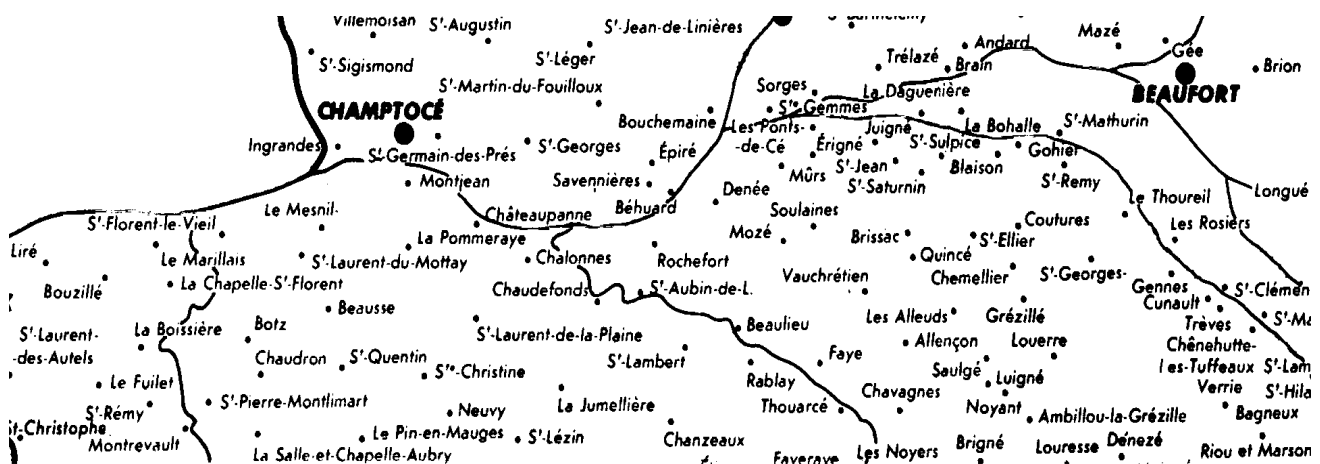 Villemoisan
S'-Augustin
S'-Jean-de-Linières
S'-Barthelemy
Mazé
Andard
Gée
S'-Sigismond
S'-Léger
Trélazé
Brain
Brion
S'-Martin-du-Fouilloux
Sorges
La Daguenière
BEAUFORT
CHAMPTOCÉ
Bouchemaine
S'e-Gemmes
Les Ponts-
-de-Cé
Juigné
La Bohalle
S'-Mathurin
Ingrandes
S'-Germain-des-Prés
S'-Georges
Épiré
Érigné
S'-Sulpice
Gohier
Montjean
Savennières
Mûrs
S'-Jean
Blaison
Denée
S'-Saturnin
S'-Remy
Longué
Le Mesnil-
Châteaupanne
Béhuard
Soulaines
Le Thoureil
S'-Florent-le-Vieil
Coutures
Les Rosiers
Liré
La Pommeraye
Mozé
Brissac
S'-Ellier
Le Marillais
S'-Laurent-du-Mottay
Chalonnes
Rochefort
Quincé
Bouzillé
La Chapelle-S'-Florent
Vauchrétien
Chemellier
S'-Georges-
Chaudefonds
S'-Aubin-de-L.
Gennes
S'-Clémen
Beausse
Cunault
S'-Laurent-
-des-Autels
La Boissière
Botz
S'-Laurent-de-la-Plaine
Beaulieu
Les Alleuds
Grézillé
Trèves
S'-Ma
Chaudron
S'-Quentin
S'-Lambert
Faye
Allençon
Louerre
Chênehutte-
les-Tuffeaux
S'-Lam
Le Fuilet
S'e-Christine
Rablay
Chavagnes
Saulgé
Luigné
Verrie
S'-Hila
S'-Rémy
S'-Pierre-Montlimart
Neuvy
La Jumellière
Thouarcé
Noyant
Ambillou-la-Grézille
Bagneux
St-Christophe
Montrevault
Le Pin-en-Mauges
S'-Lézin
Chanzeaux
La Salle-et-Chapelle-Aubry
Faveraye
Les Noyers
Brigné
Louresse
Dénezé
Riou et Marson